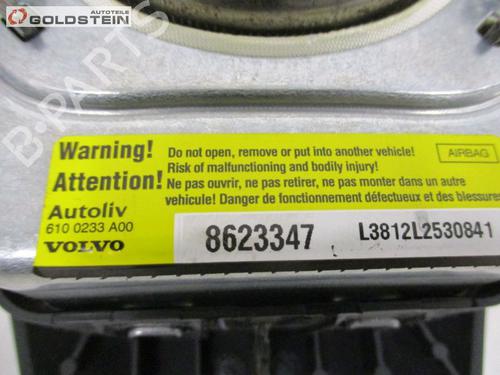 Autoteile
GOLDSTEIN
B-PARTS
Warning! Do not open, remove or put into another vehicle! AIRBAG
Risk of malfunctioning and bodily injury!
Attention! Ne pas ouvrir, ne pas retirer, ne pas monter dans un autre
véhicule! Danger de fonctionnement défectueux et des blessures
Autoliv
610 0233 A00
VOLVO
8623347 L3812L2530841